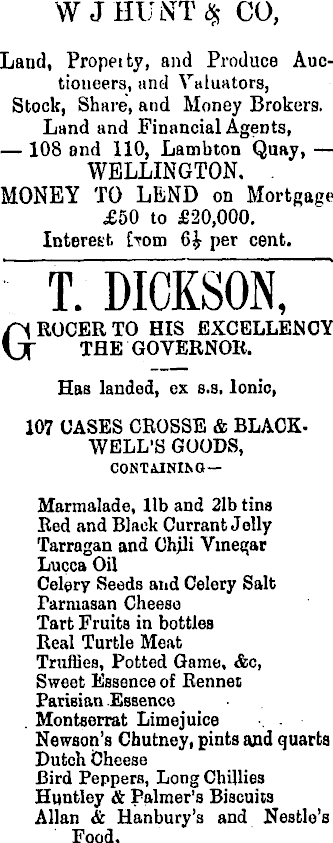 W J HUNT & CO,
Land, Property, and Produce Auc-
tioneers, and Valuators,
Stock, Share, and Money Brokers.
Land and Financial Agents,
— 108 and 110, Lambton Quay, —
WELLINGTON.
MONEY TO LEND on Mortgage
£50 to £20,000.
Interest from 6½ per cent.
T. DICKSON,
GROCER TO HIS EXCELLENCY
THE GOVERNOR.
Has landed, ex s.s. Ionic,
107 CASES CROSSE & BLACK-
WELL'S GOODS,
CONTAINING—
Marmalade, 1lb and 2lb tins
Red and Black Currant Jelly
Tarragan and Chili Vinegar
Lucca Oil
Celery Seeds and Celery Salt
Parmasan Cheese
Tart Fruits in bottles
Real Turtle Meat
Truffles, Potted Game, &c,
Sweet Essence of Rennet
Parisian Essence
Montserrat Limejuice
Newson's Chutney, pints and quarts
Dutch Cheese
Bird Peppers, Long Chillies
Huntley & Palmer's Biscuits
Allan & Hanbury's and Nestle's
Food.